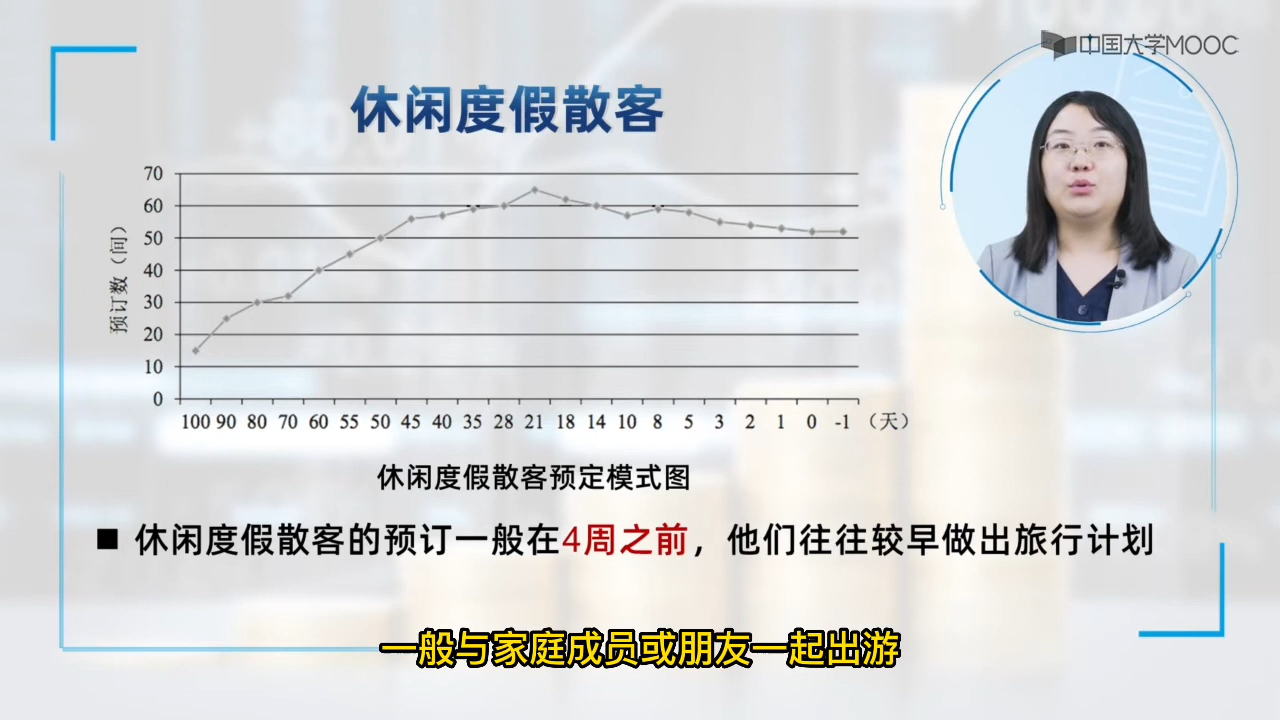 中国大学MOOC
休闲度假散客
预订数（间）
70
60
50
40
30
20
10
0
100 90 80 70 60 55 50 45 40 35 28 21 18 14 10 8 5 3 2 1 0 -1 （天）
休闲度假散客预定模式图
■ 休闲度假散客的预订一般在4周之前，他们往往较早做出旅行计划
一般与家庭成员或朋友一起出游